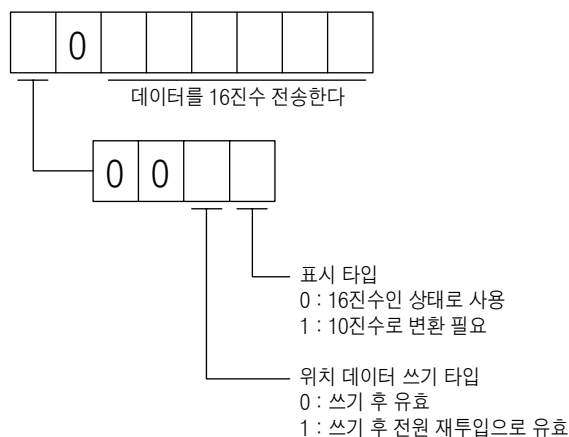 0
데이터를 16진수 전송한다
0 0
표시 타입
0 : 16진수인 상태로 사용
1 : 10진수로 변환 필요
위치 데이터 쓰기 타입
0 : 쓰기 후 유효
1 : 쓰기 후 전원 재투입으로 유효